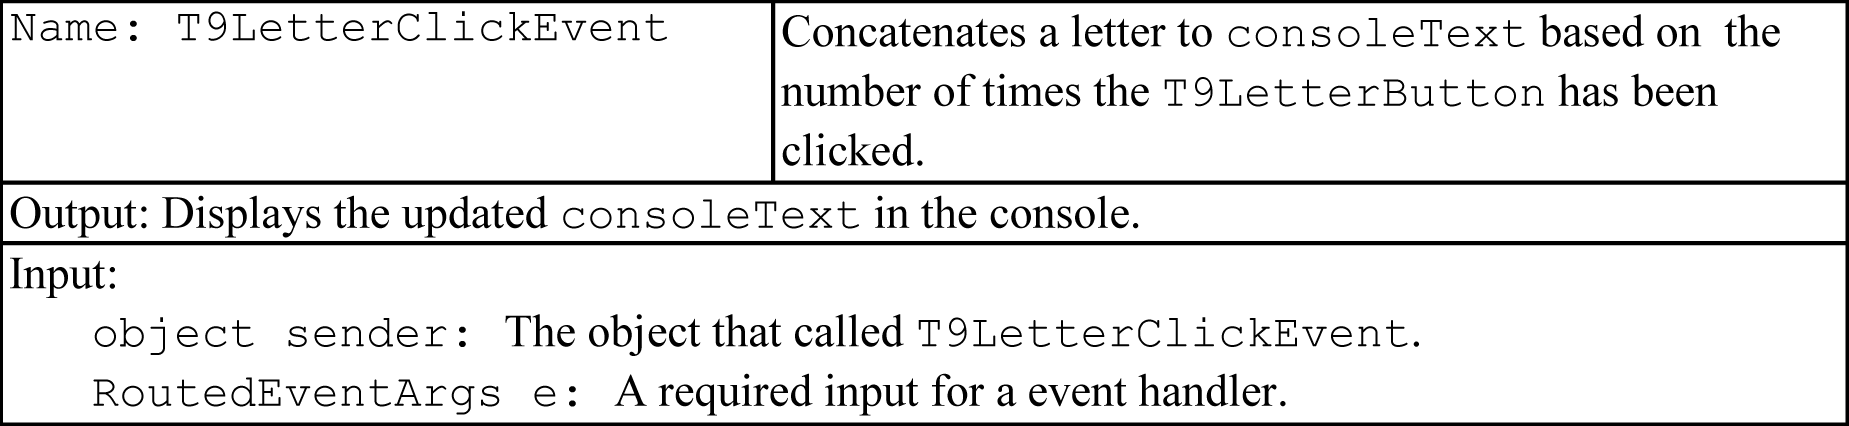 Name: T9LetterClickEvent
Concatenates a letter to consoleText based on the
number of times the T9LetterButton has been
clicked.
Output: Displays the updated consoleText in the console.
Input:
object sender: The object that called T9LetterClickEvent.
RoutedEventArgs e: A required input for a event handler.